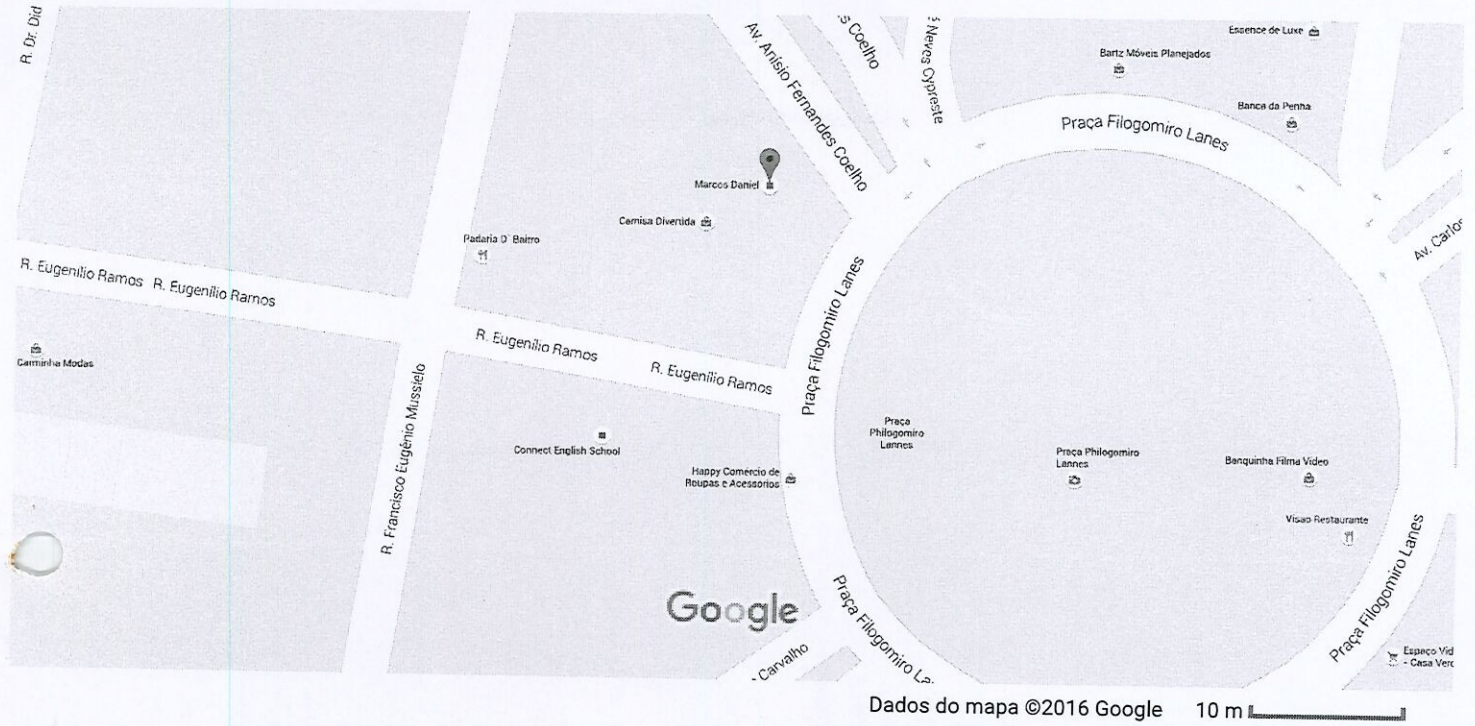 R. Dr. Did
Av. Anísio Fernandes Coelho
s Coelho
Neves Cypreste
Essence de Luxe
Bartz Móveis Planejados
Banca da Penha
Praça Filogomiro Lanes
Marcos Daniel
Camisa Divertida
Padaria D' Bairro
Av. Carlos
R. Eugenílio Ramos
R. Eugenílio Ramos
Praça Filogomiro Lanes
Caminha Modas
R. Eugenílio Ramos
R. Eugenílio Ramos
R. Francisco Eugênio Mussielo
Connect English School
Happy Comércio de
Roupas e Acessorios
Praça
Philogomiro
Lannes
Praça Philogomiro
Lannes
Banquinha Filma Video
Visao Restaurante
Praça Filogomiro Lanes
Google
Praça Filogomiro La
Carvalho
Espaço Vid
- Casa Verd
Dados do mapa ©2016 Google
10 m